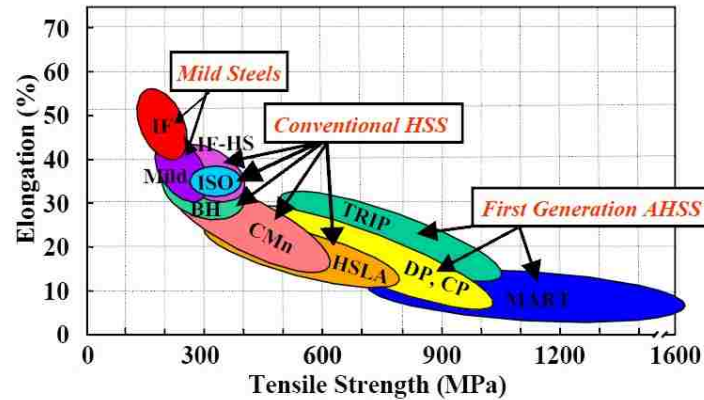 70
60
50
40
30
20
10
0
Elongation (%)
Mild Steels
Conventional HSS
First Generation AHSS
IF
IF-HS
Mild
ISO
BH
CMn
HSLA
TRIP
DP, CP
MART
0
300
600
900
1200
1600
Tensile Strength (MPa)